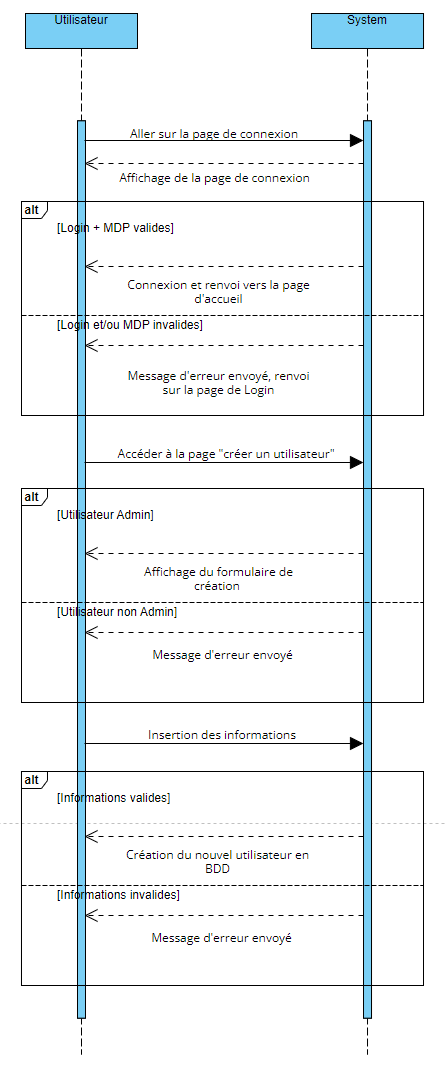 Utilisateur
System
Aller sur la page de connexion
Affichage de la page de connexion
alt
[Login + MDP valides]
Connexion et renvoi vers la page
d'accueil
[Login et/ou MDP invalides]
Message d'erreur envoyé, renvoi
sur la page de Login
Accéder à la page "créer un utilisateur"
alt
[Utilisateur Admin]
Affichage du formulaire de
création
[Utilisateur non Admin]
Message d'erreur envoyé
Insertion des informations
alt
[Informations valides]
Création du nouvel utilisateur en
BDD
[Informations invalides]
Message d'erreur envoyé